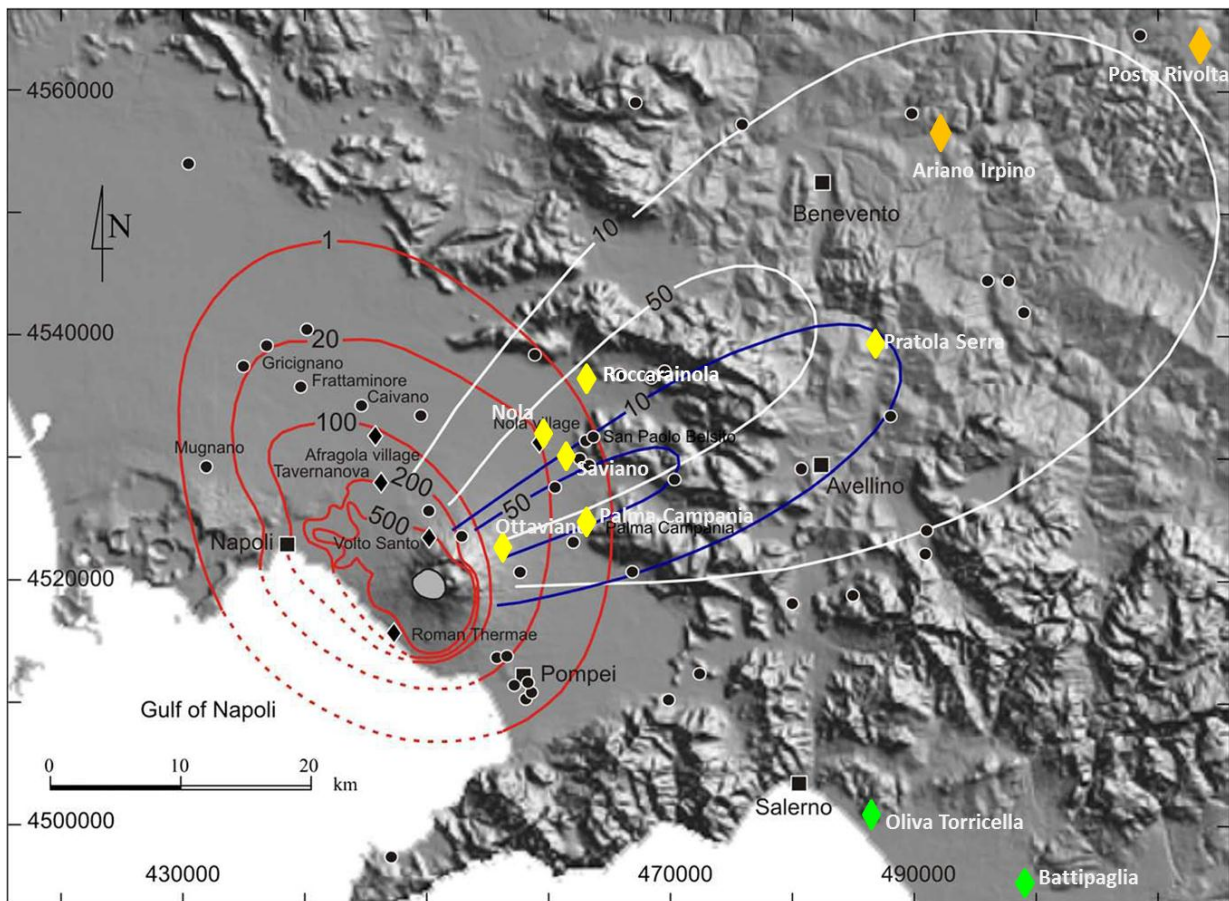 4560000
Posta Rivolta
Ariano Irpino
N
Benevento
10
1
50
4540000
20
Pratola Serra
Gricignano
Frattaminore
Roccarainola
Caivano
10
100
Nola
Nola village
Mugnano
Afragola village
San Paolo Belsito
Tavernanova
200
Saviano
50
Avellino
500
Ottaviano
Palma Campania
Palma Campania
Napoli
Volto Santo
4520000
Roman Thermae
Pompei
Gulf of Napoli
0 10 20
km
Salerno
4500000
Oliva Torricella
430000 470000 490000
Battipaglia